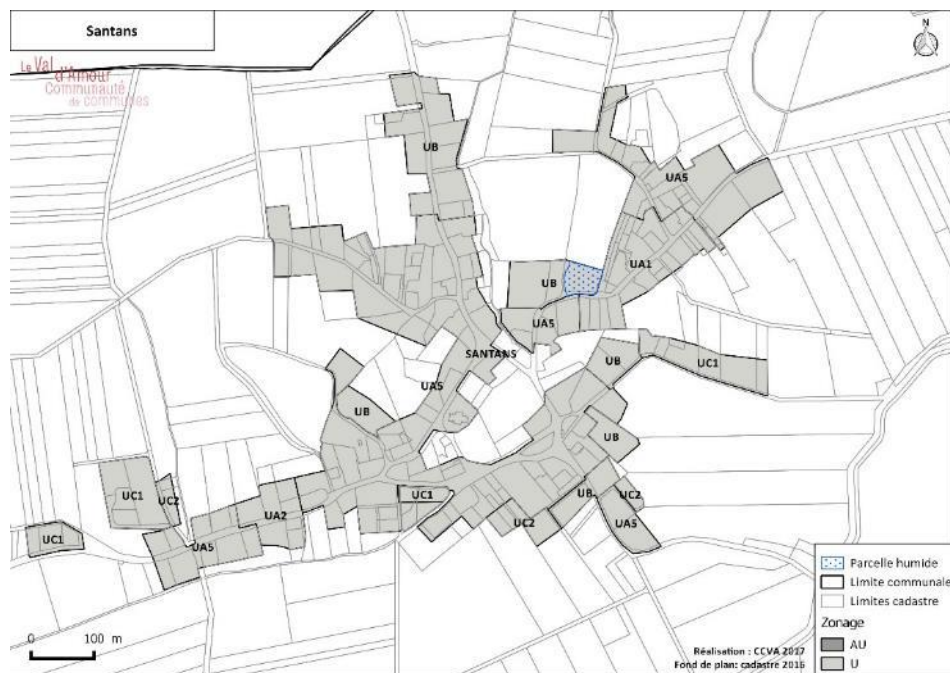 Santans
N
Le Val
d'Amour
Communauté
de communes
UB
UA5
UA1
UB
UA5
SANTANS
UB
UC1
UA5
UB
UB
UC1
UC2
UC1
UB
UC2
UA2
UC2
UA5
UC1
UA5
Parcelle humide
Limite communale
Limites cadastre
Zonage
AU
U
0 100 m
Réalisation : CCVA 2017
Fond de plan: cadastre 2016